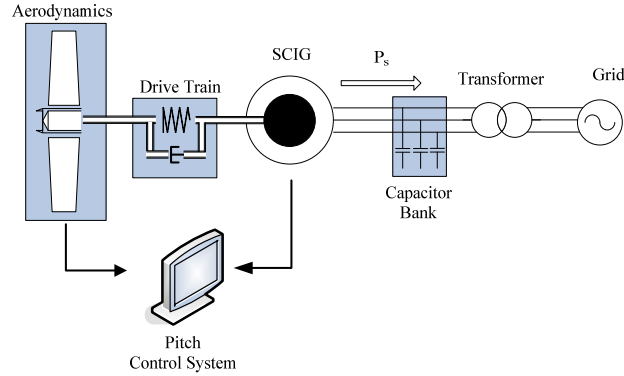 Aerodynamics
Drive Train
SCIG
Ps
Transformer
Grid
Capacitor
Bank
Pitch
Control System